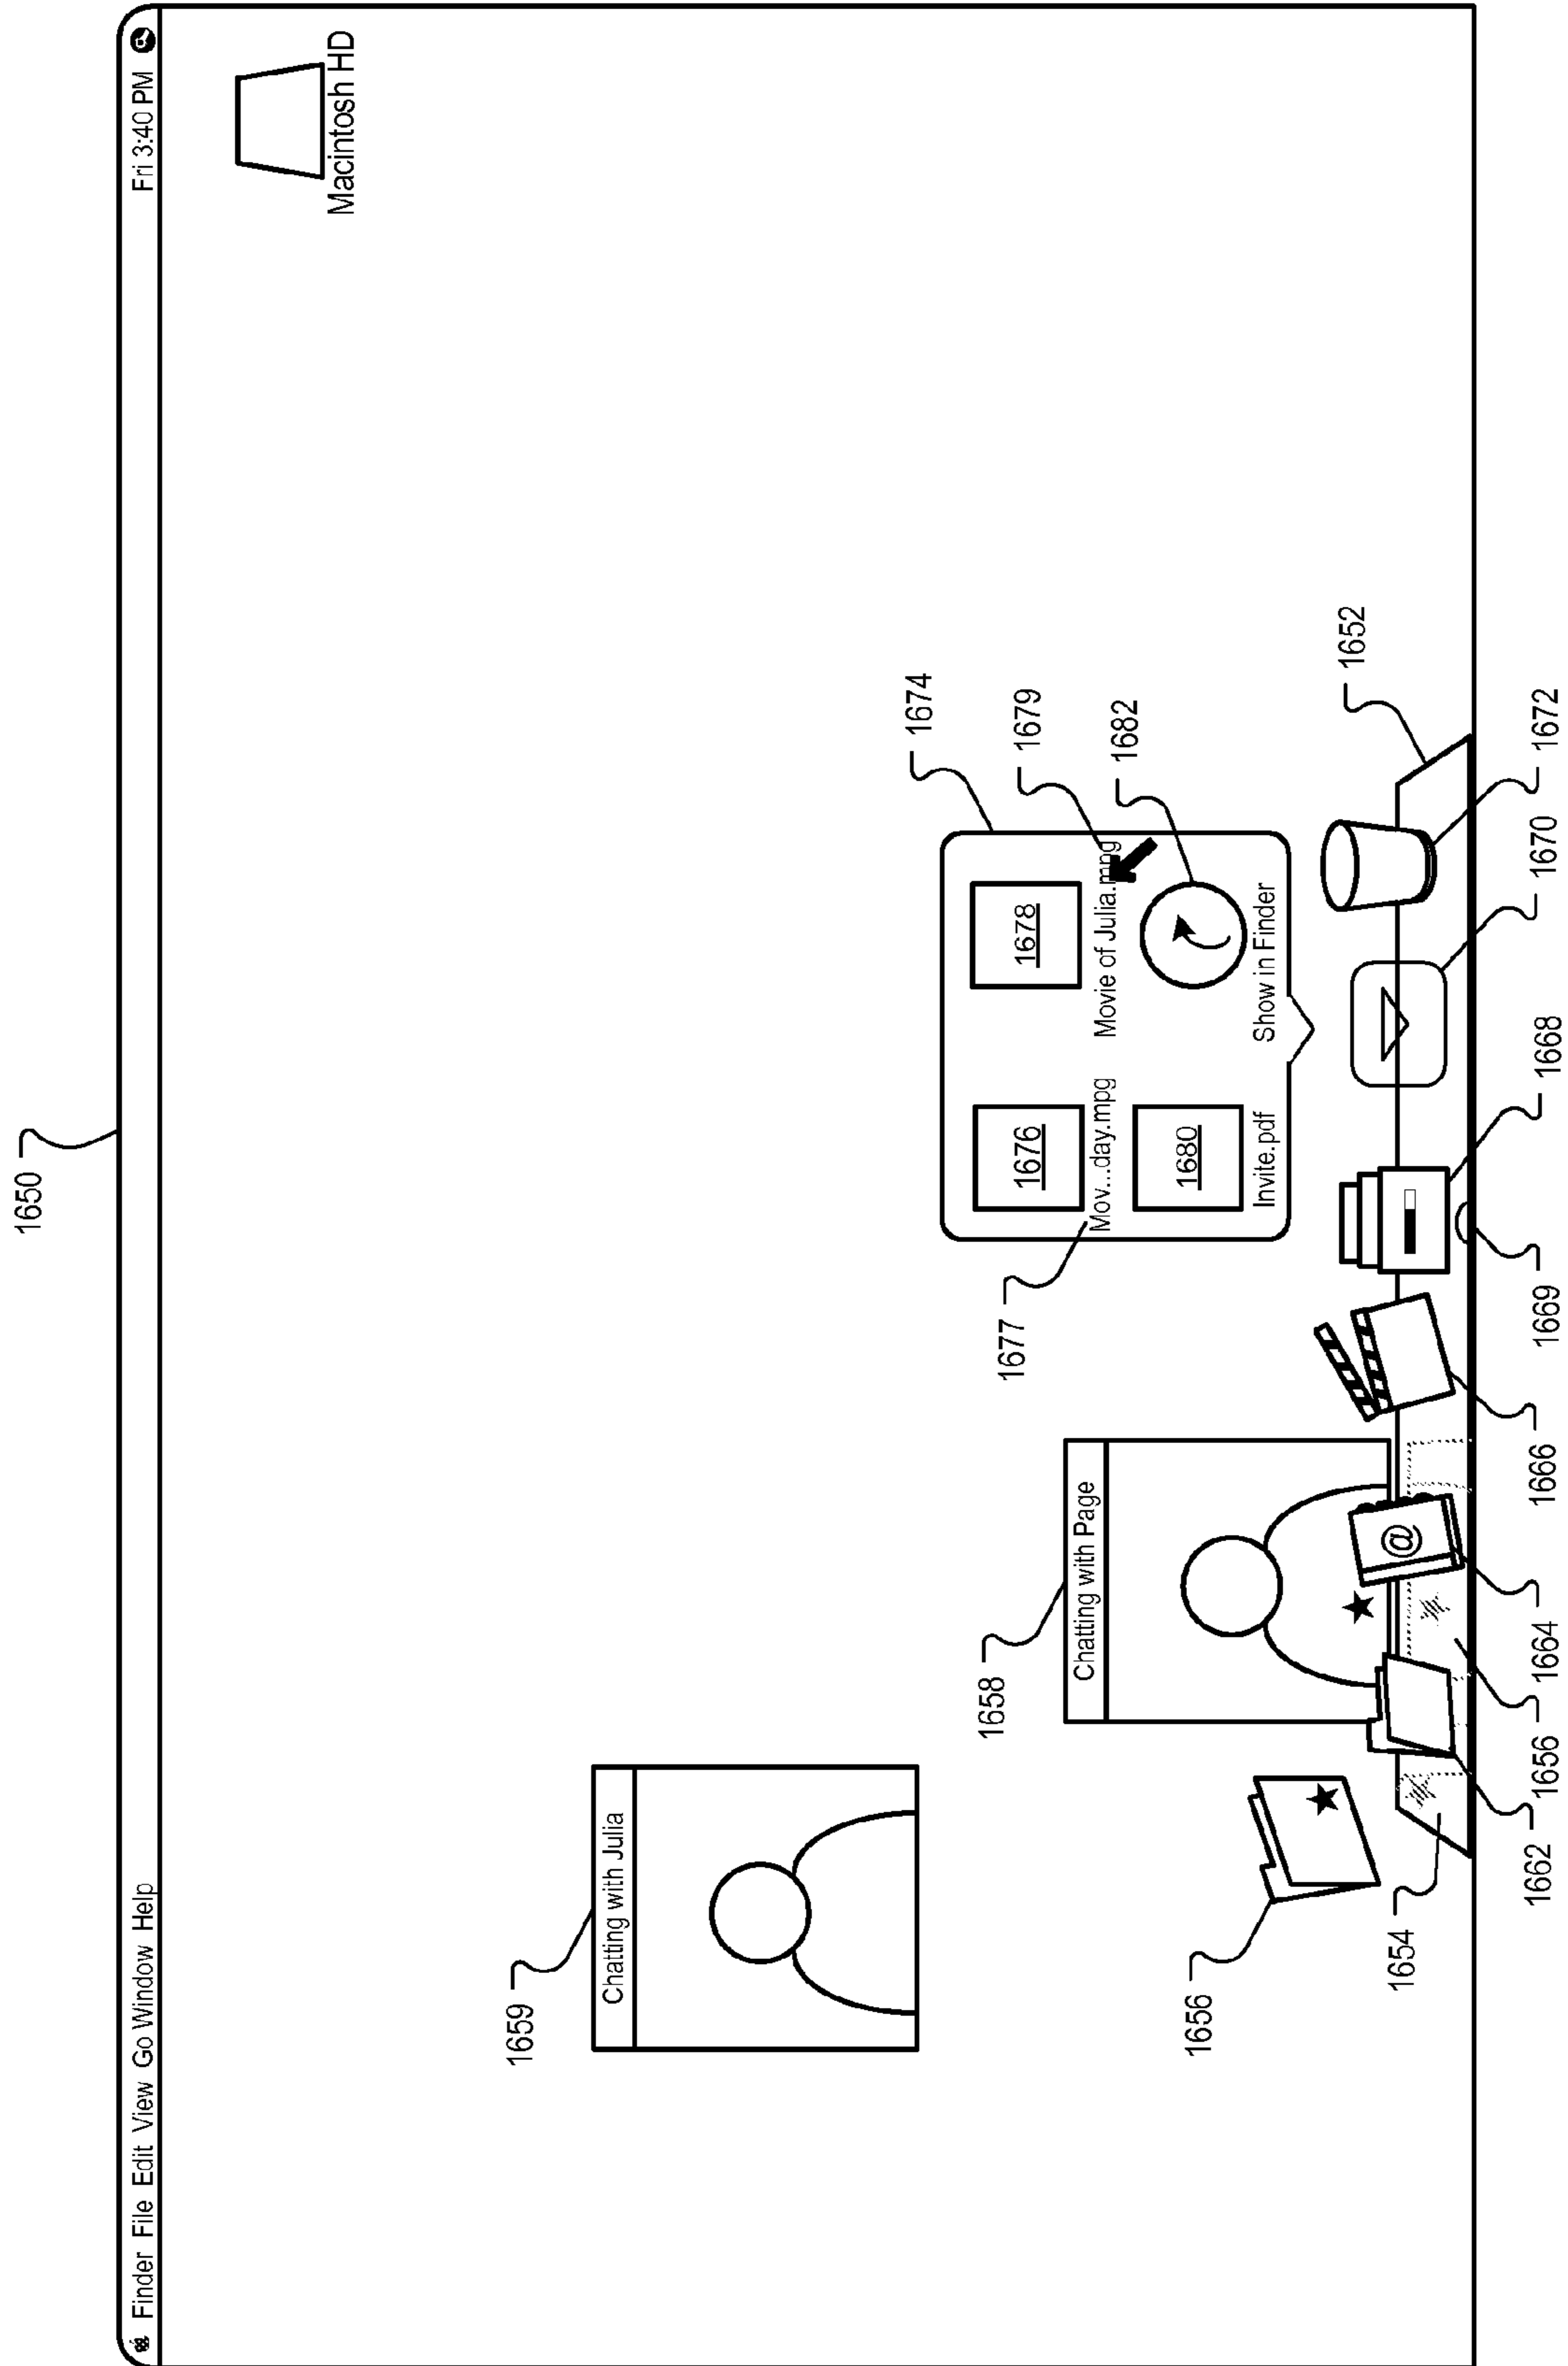 1650
Finder File Edit View Go Window Help
Fri 3:40 PM
Macintosh HD
1659
Chatting with Julia
1658
Chatting with Page
1674
1678
1676
1679
Mov...day.mpg
Movie of Julia.mpg
1677
1682
1680
Invite.pdf
Show in Finder
1656
@
1652
1654
1662
1656
1664
1666
1669
1668
1670
1672